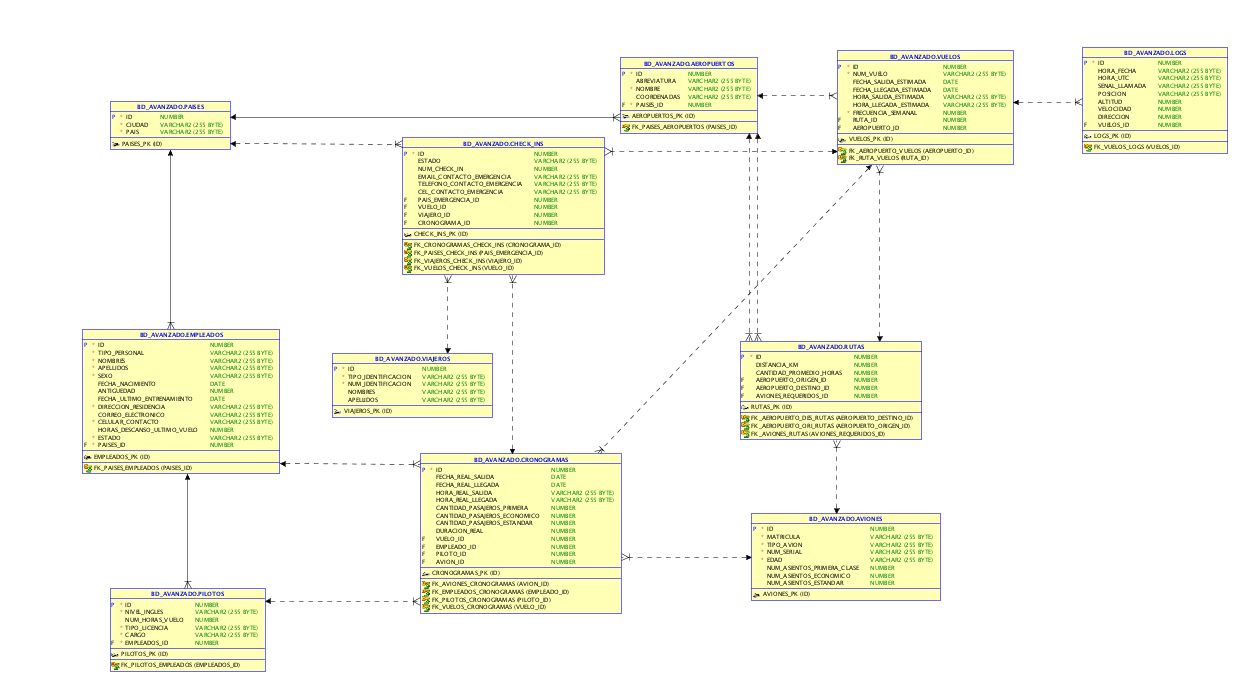 BD_AVANZADO.PAISES
P * ID NUMBER
* CIUDAD VARCHAR2 (255 BYTE)
* PAIS VARCHAR2 (255 BYTE)
PAISES_PK (ID)
BD_AVANZADO.AEROPUERTOS
P * ID NUMBER
ABREVIATURA VARCHAR2 (255 BYTE)
* NOMBRE VARCHAR2 (255 BYTE)
COORDENADAS VARCHAR2 (255 BYTE)
F * PAISES_ID NUMBER
AEROPUERTOS_PK (ID)
FK_PAISES_AEROPUERTOS (PAISES_ID)
BD_AVANZADO.VUELOS
P * ID NUMBER
* NUM_VUELO VARCHAR2 (255 BYTE)
FECHA_SALIDA_ESTIMADA DATE
FECHA_LLEGADA_ESTIMADA DATE
HORA_SALIDA_ESTIMADA VARCHAR2 (255 BYTE)
HORA_LLEGADA_ESTIMADA VARCHAR2 (255 BYTE)
* FRECUENCIA_SEMANAL NUMBER
F RUTA_ID NUMBER
F AEROPUERTO_ID NUMBER
VUELOS_PK (ID)
FK_AEROPUERTO_VUELOS (AEROPUERTO_ID)
FK_RUTA_VUELOS (RUTA_ID)
BD_AVANZADO.LOGS
P * ID NUMBER
HORA_FECHA VARCHAR2 (255 BYTE)
HORA_UTC VARCHAR2 (255 BYTE)
SENAL_LLAMADA VARCHAR2 (255 BYTE)
POSICION VARCHAR2 (255 BYTE)
ALTITUD NUMBER
VELOCIDAD NUMBER
DIRECCION NUMBER
F VUELOS_ID NUMBER
LOGS_PK (ID)
FK_VUELOS_LOGS (VUELOS_ID)
BD_AVANZADO.CHECK_INS
P * ID NUMBER
ESTADO VARCHAR2 (255 BYTE)
NUM_CHECK_IN NUMBER
EMAIL_CONTACTO_EMERGENCIA VARCHAR2 (255 BYTE)
TELEFONO_CONTACTO_EMERGENCIA VARCHAR2 (255 BYTE)
CEL_CONTACTO_EMERGENCIA VARCHAR2 (255 BYTE)
F PAIS_EMERGENCIA_ID NUMBER
F VUELO_ID NUMBER
F VIAJERO_ID NUMBER
F CRONOGRAMA_ID NUMBER
CHECK_INS_PK (ID)
FK_CRONOGRAMAS_CHECK_INS (CRONOGRAMA_ID)
FK_PAISES_CHECK_INS (PAIS_EMERGENCIA_ID)
FK_VIAJEROS_CHECK_INS (VIAJERO_ID)
FK_VUELOS_CHECK_INS (VUELO_ID)
BD_AVANZADO.EMPLEADOS
P * ID NUMBER
* TIPO_PERSONAL VARCHAR2 (255 BYTE)
* NOMBRES VARCHAR2 (255 BYTE)
* APELLIDOS VARCHAR2 (255 BYTE)
* SEXO VARCHAR2 (255 BYTE)
FECHA_NACIMIENTO DATE
ANTIGUEDAD NUMBER
FECHA_ULTIMO_ENTRENAMIENTO DATE
* DIRECCION_RESIDENCIA VARCHAR2 (255 BYTE)
CORREO_ELECTRONICO VARCHAR2 (255 BYTE)
* CELULAR_CONTACTO VARCHAR2 (255 BYTE)
HORAS_DESCANSO_ULTIMO_VUELO NUMBER
* ESTADO VARCHAR2 (255 BYTE)
F * PAISES_ID NUMBER
EMPLEADOS_PK (ID)
FK_PAISES_EMPLEADOS (PAISES_ID)
BD_AVANZADO.VIAJEROS
P * ID NUMBER
* TIPO_IDENTIFICACION VARCHAR2 (255 BYTE)
* NUM_IDENTIFICACION VARCHAR2 (255 BYTE)
NOMBRES VARCHAR2 (255 BYTE)
APELLIDOS VARCHAR2 (255 BYTE)
VIAJEROS_PK (ID)
BD_AVANZADO.RUTAS
P * ID NUMBER
DISTANCIA_KM NUMBER
CANTIDAD_PROMEDIO_HORAS NUMBER
F AEROPUERTO_ORIGEN_ID NUMBER
F AEROPUERTO_DESTINO_ID NUMBER
F AVIONES_REQUERIDOS_ID NUMBER
RUTAS_PK (ID)
FK_AEROPUERTO_DES_RUTAS (AEROPUERTO_DESTINO_ID)
FK_AEROPUERTO_ORI_RUTAS (AEROPUERTO_ORIGEN_ID)
FK_AVIONES_RUTAS (AVIONES_REQUERIDOS_ID)
BD_AVANZADO.CRONOGRAMAS
P * ID NUMBER
FECHA_REAL_SALIDA DATE
FECHA_REAL_LLEGADA DATE
HORA_REAL_SALIDA VARCHAR2 (255 BYTE)
HORA_REAL_LLEGADA VARCHAR2 (255 BYTE)
CANTIDAD_PASAJEROS_PRIMERA NUMBER
CANTIDAD_PASAJEROS_ECONOMICO NUMBER
CANTIDAD_PASAJEROS_ESTANDAR NUMBER
DURACION_REAL NUMBER
F VUELO_ID NUMBER
F EMPLEADO_ID NUMBER
F PILOTO_ID NUMBER
F AVION_ID NUMBER
CRONOGRAMAS_PK (ID)
FK_AVIONES_CRONOGRAMAS (AVION_ID)
FK_EMPLEADOS_CRONOGRAMAS (EMPLEADO_ID)
FK_PILOTOS_CRONOGRAMAS (PILOTO_ID)
FK_VUELOS_CRONOGRAMAS (VUELO_ID)
BD_AVANZADO.AVIONES
P * ID NUMBER
* MATRICULA VARCHAR2 (255 BYTE)
* TIPO_AVION VARCHAR2 (255 BYTE)
* NUM_SERIAL VARCHAR2 (255 BYTE)
* EDAD VARCHAR2 (255 BYTE)
NUM_ASIENTOS_PRIMERA_CLASE NUMBER
NUM_ASIENTOS_ECONOMICO NUMBER
NUM_ASIENTOS_ESTANDAR NUMBER
AVIONES_PK (ID)
BD_AVANZADO.PILOTOS
P * ID NUMBER
* NIVEL_INGLES VARCHAR2 (255 BYTE)
NUM_HORAS_VUELO NUMBER
* TIPO_LICENCIA VARCHAR2 (255 BYTE)
* CARGO VARCHAR2 (255 BYTE)
F * EMPLEADOS_ID NUMBER
PILOTOS_PK (ID)
FK_PILOTOS_EMPLEADOS (EMPLEADOS_ID)